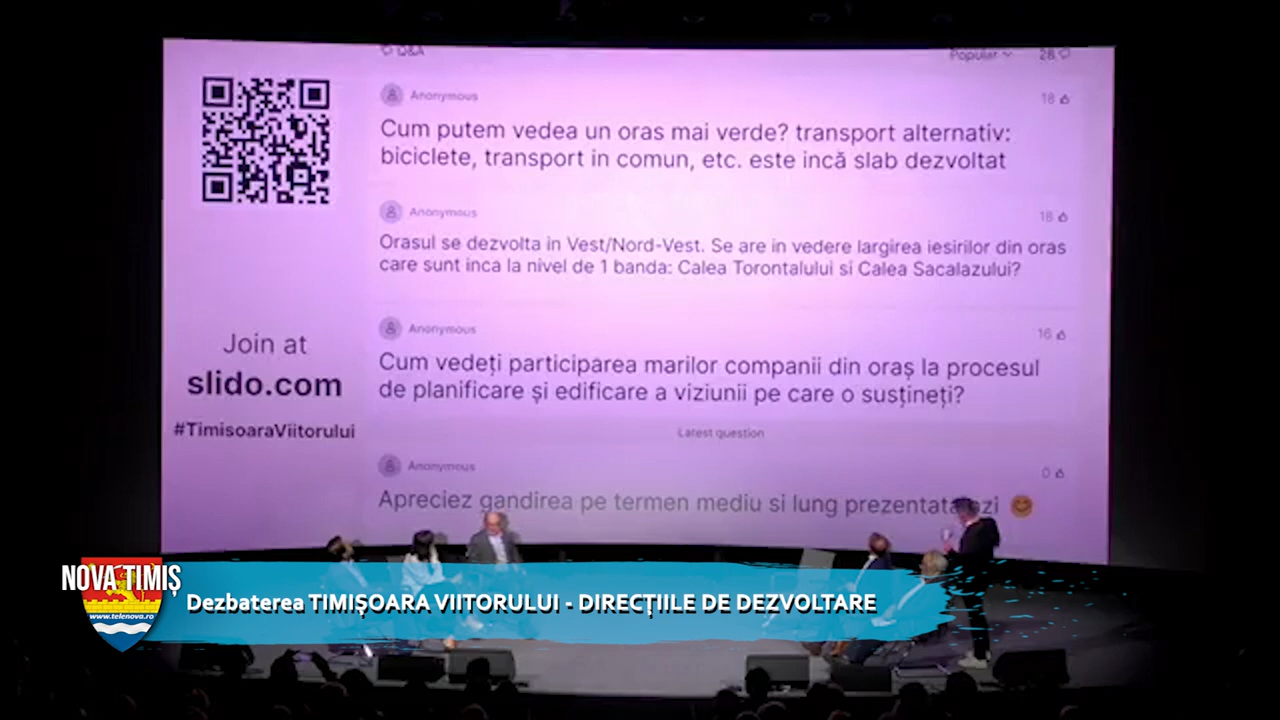 Q&A
Popular
28
Anonymous
18
Cum putem vedea un oras mai verde? transport alternativ:
biciclete, transport in comun, etc. este incă slab dezvoltat
Anonymous
18
Orasul se dezvolta in Vest/Nord-Vest. Se are in vedere largirea iesirilor din oras
care sunt inca la nivel de 1 banda: Calea Torontalului si Calea Sacalazului?
Anonymous
16
Cum vedeți participarea marilor companii din oraș la procesul
de planificare și edificare a viziunii pe care o susțineți?
Latest question
Anonymous
0
Apreciez gandirea pe termen mediu si lung prezentata
Join at
slido.com
#TimisoaraViitorului
NOVA TIMIȘ
www.telenova.ro
Dezbaterea TIMIȘOARA VIITORULUI - DIRECȚIILE DE DEZVOLTARE